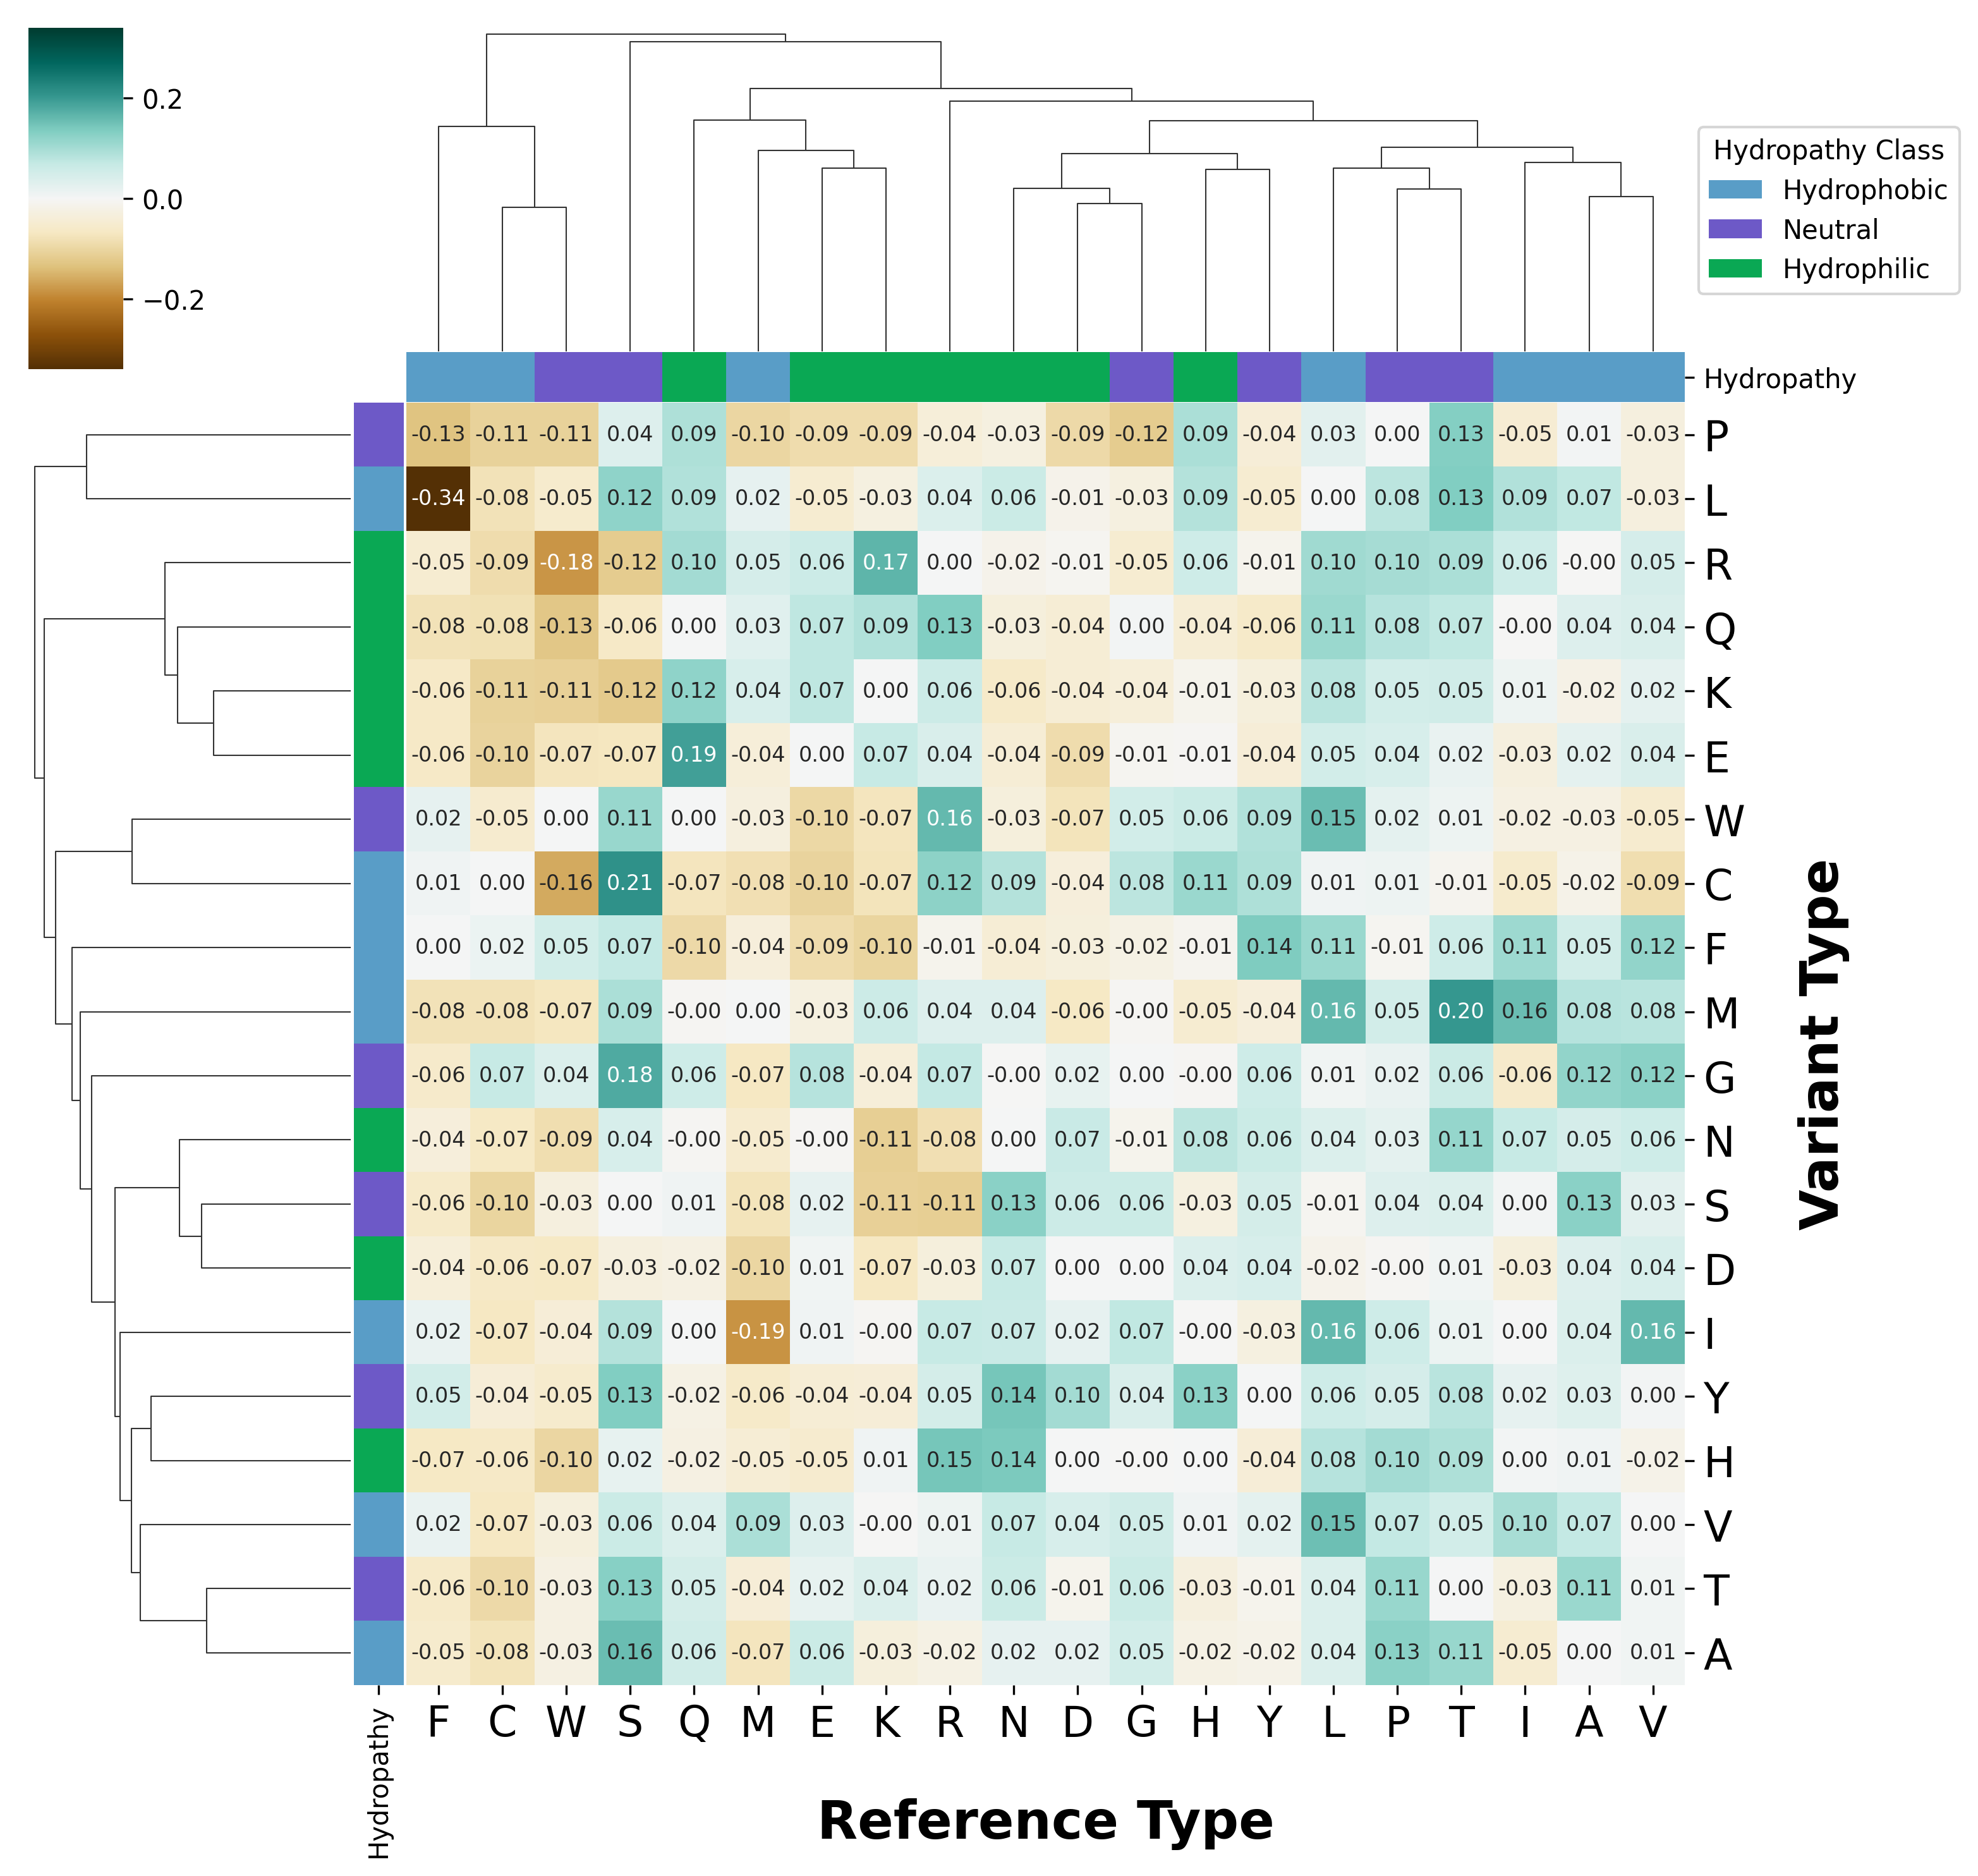 0.2
0.0
−0.2
Hydropathy Class
Hydrophobic
Neutral
Hydrophilic
Hydropathy
-0.13 -0.11 -0.11 0.04 0.09 -0.10 -0.09 -0.09 -0.04 -0.03 -0.09 -0.12 0.09 -0.04 0.03 0.00 0.13 -0.05 0.01 -0.03 P
-0.34 -0.08 -0.05 0.12 0.09 0.02 -0.05 -0.03 0.04 0.06 -0.01 -0.03 0.09 -0.05 0.00 0.08 0.13 0.09 0.07 -0.03 L
-0.05 -0.09 -0.18 -0.12 0.10 0.05 0.06 0.17 0.00 -0.02 -0.01 -0.05 0.06 -0.01 0.10 0.10 0.09 0.06 -0.00 0.05 R
-0.08 -0.08 -0.13 -0.06 0.00 0.03 0.07 0.09 0.13 -0.03 -0.04 0.00 -0.04 -0.06 0.11 0.08 0.07 -0.00 0.04 0.04 Q
-0.06 -0.11 -0.11 -0.12 0.12 0.04 0.07 0.00 0.06 -0.06 -0.04 -0.04 -0.01 -0.03 0.08 0.05 0.05 0.01 -0.02 0.02 K
-0.06 -0.10 -0.07 -0.07 0.19 -0.04 0.00 0.07 0.04 -0.04 -0.09 -0.01 -0.01 -0.04 0.05 0.04 0.02 -0.03 0.02 0.04 E
0.02 -0.05 0.00 0.11 0.00 -0.03 -0.10 -0.07 0.16 -0.03 -0.07 0.05 0.06 0.09 0.15 0.02 0.01 -0.02 -0.03 -0.05 W
0.01 0.00 -0.16 0.21 -0.07 -0.08 -0.10 -0.07 0.12 0.09 -0.04 0.08 0.11 0.09 0.01 0.01 -0.01 -0.05 -0.02 -0.09 C
0.00 0.02 0.05 0.07 -0.10 -0.04 -0.09 -0.10 -0.01 -0.04 -0.03 -0.02 -0.01 0.14 0.11 -0.01 0.06 0.11 0.05 0.12 F
-0.08 -0.08 -0.07 0.09 -0.00 0.00 -0.03 0.06 0.04 0.04 -0.06 -0.00 -0.05 -0.04 0.16 0.05 0.20 0.16 0.08 0.08 M
-0.06 0.07 0.04 0.18 0.06 -0.07 0.08 -0.04 0.07 -0.00 0.02 0.00 -0.00 0.06 0.01 0.02 0.06 -0.06 0.12 0.12 G
-0.04 -0.07 -0.09 0.04 -0.00 -0.05 -0.00 -0.11 -0.08 0.00 0.07 -0.01 0.08 0.06 0.04 0.03 0.11 0.07 0.05 0.06 N
-0.06 -0.10 -0.03 0.00 0.01 -0.08 0.02 -0.11 -0.11 0.13 0.06 0.06 -0.03 0.05 -0.01 0.04 0.04 0.00 0.13 0.03 S
-0.04 -0.06 -0.07 -0.03 -0.02 -0.10 0.01 -0.07 -0.03 0.07 0.00 0.00 0.04 0.04 -0.02 -0.00 0.01 -0.03 0.04 0.04 D
0.02 -0.07 -0.04 0.09 0.00 -0.19 0.01 -0.00 0.07 0.07 0.02 0.07 -0.00 -0.03 0.16 0.06 0.01 0.00 0.04 0.16 I
0.05 -0.04 -0.05 0.13 -0.02 -0.06 -0.04 -0.04 0.05 0.14 0.10 0.04 0.13 0.00 0.06 0.05 0.08 0.02 0.03 0.00 Y
-0.07 -0.06 -0.10 0.02 -0.02 -0.05 -0.05 0.01 0.15 0.14 0.00 -0.00 0.00 -0.04 0.08 0.10 0.09 0.00 0.01 -0.02 H
0.02 -0.07 -0.03 0.06 0.04 0.09 0.03 -0.00 0.01 0.07 0.04 0.05 0.01 0.02 0.15 0.07 0.05 0.10 0.07 0.00 V
-0.06 -0.10 -0.03 0.13 0.05 -0.04 0.02 0.04 0.02 0.06 -0.01 0.06 -0.03 -0.01 0.04 0.11 0.00 -0.03 0.11 0.01 T
-0.05 -0.08 -0.03 0.16 0.06 -0.07 0.06 -0.03 -0.02 0.02 0.02 0.05 -0.02 -0.02 0.04 0.13 0.11 -0.05 0.00 0.01 A
Variant Type
Hydropathy
F C W S Q M E K R N D G H Y L P T I A V
Reference Type